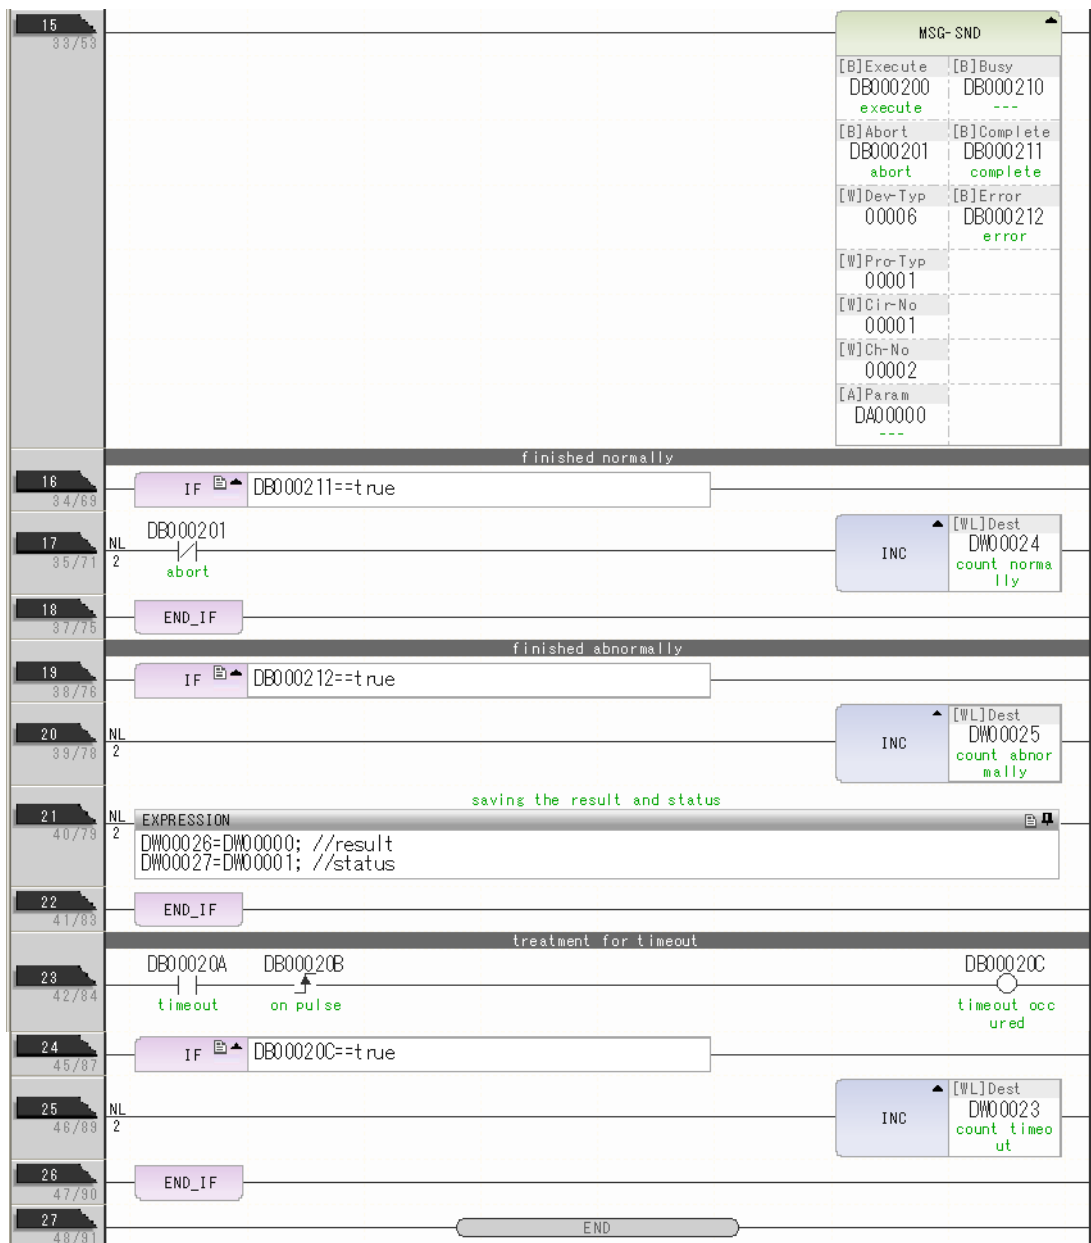 15
33/53
MSG-SND
[B]Execute [B]Busy
DB000200 DB000210
execute ---
[B]Abort [B]Complete
DB000201 DB000211
abort complete
[W]Dev-Typ [B]Error
00006 DB000212
error
[W]Pro-Typ
00001
[W]Cir-No
00001
[W]Ch-No
00002
[A]Param
DA00000
---
finished normally
16
34/69
IF DB000211==true
17
35/71
NL
2
DB000201
abort
INC
[WL]Dest
DW00024
count norma
lly
18
37/75
END_IF
finished abnormally
19
38/76
IF DB000212==true
20
39/78
NL
2
INC
[WL]Dest
DW00025
count abnor
mally
saving the result and status
21
40/79
NL
2
EXPRESSION
DW00026=DW00000; //result
DW00027=DW00001; //status
22
41/83
END_IF
treatment for timeout
23
42/84
DB00020A DB00020B DB00020C
timeout on pulse timeout occ
ured
24
45/87
IF DB00020C==true
25
46/89
NL
2
INC
[WL]Dest
DW00023
count timeo
ut
26
47/90
END_IF
27
48/91
END